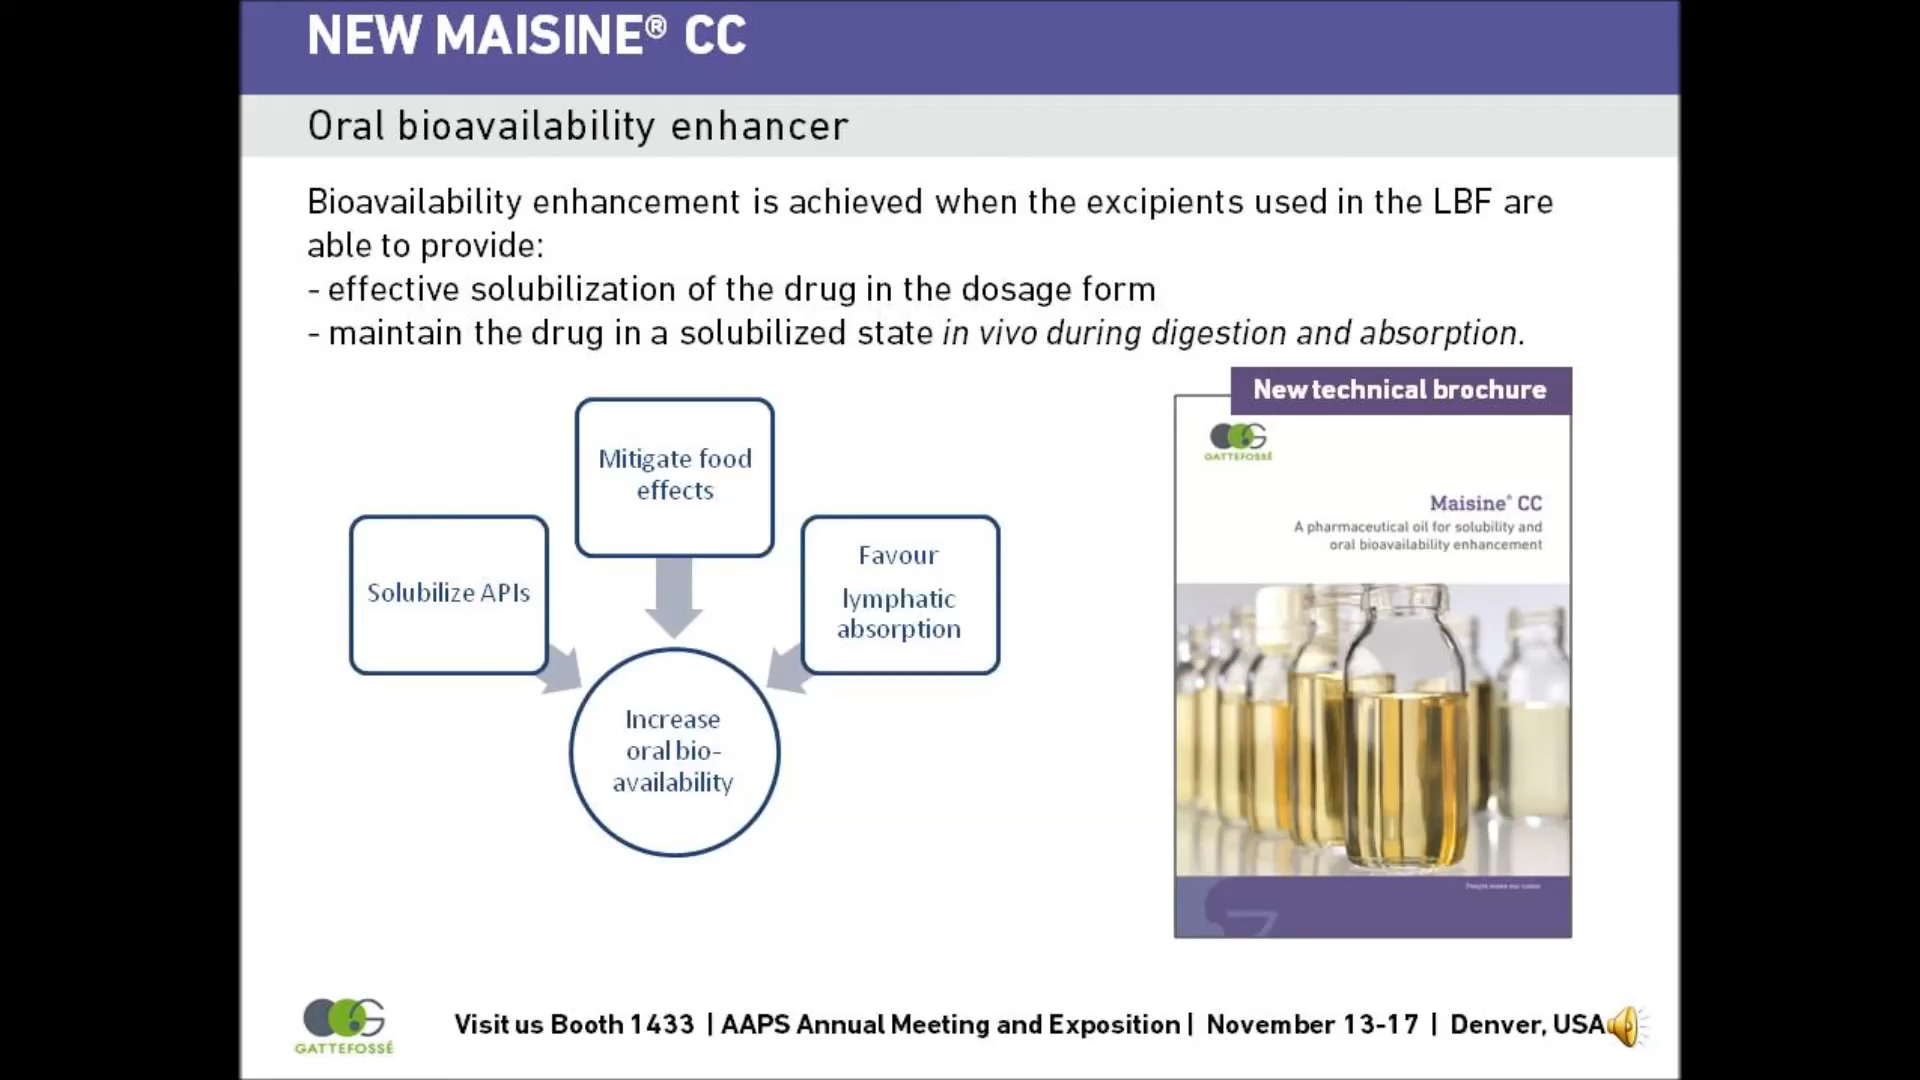 NEW MAISINE® CC
Oral bioavailability enhancer
Bioavailability enhancement is achieved when the excipients used in the LBF are
able to provide:
- effective solubilization of the drug in the dosage form
- maintain the drug in a solubilized state in vivo during digestion and absorption.
Mitigate food
effects
Solubilize APIs
Favour
lymphatic
absorption
Increase
oral bio-
availability
New technical brochure
GATTEFOSSÉ
Maisine® CC
A pharmaceutical oil for solubility and
oral bioavailability enhancement
People make our name
GATTEFOSSÉ
Visit us Booth 1433 | AAPS Annual Meeting and Exposition | November 13-17 | Denver, USA